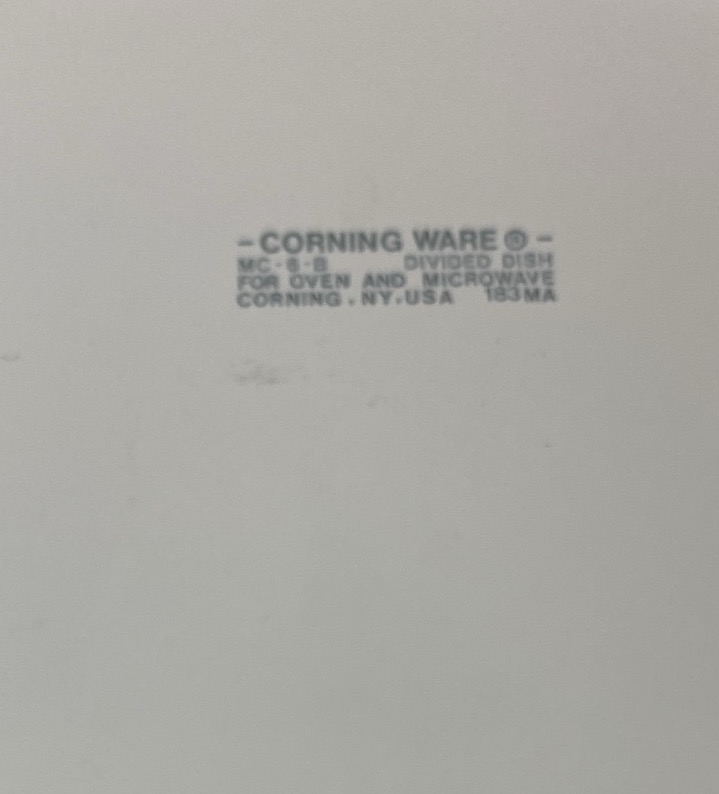 - CORNING WARE ® -
MC-8-B DIVIDED DISH
FOR OVEN AND MICROWAVE
CORNING . NY . USA 183MA